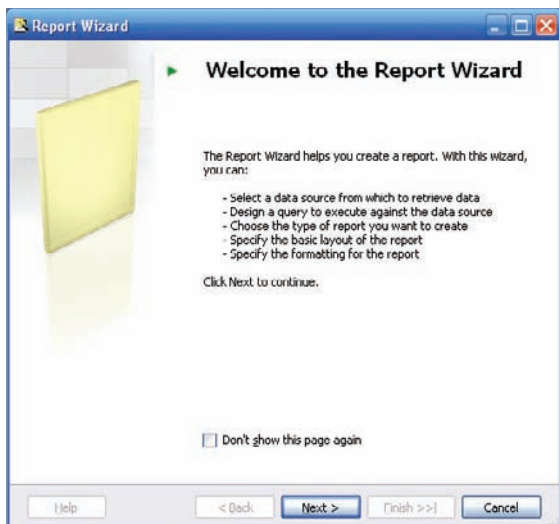 Report Wizard
Welcome to the Report Wizard
The Report Wizard helps you create a report. With this wizard,
you can:
- Select a data source from which to retrieve data
- Design a query to execute against the data source
- Choose the type of report you want to create
- Specify the basic layout of the report
- Specify the formatting for the report
Click Next to continue.
Don't show this page again
Help
< Back
Next >
Finish >>|
Cancel